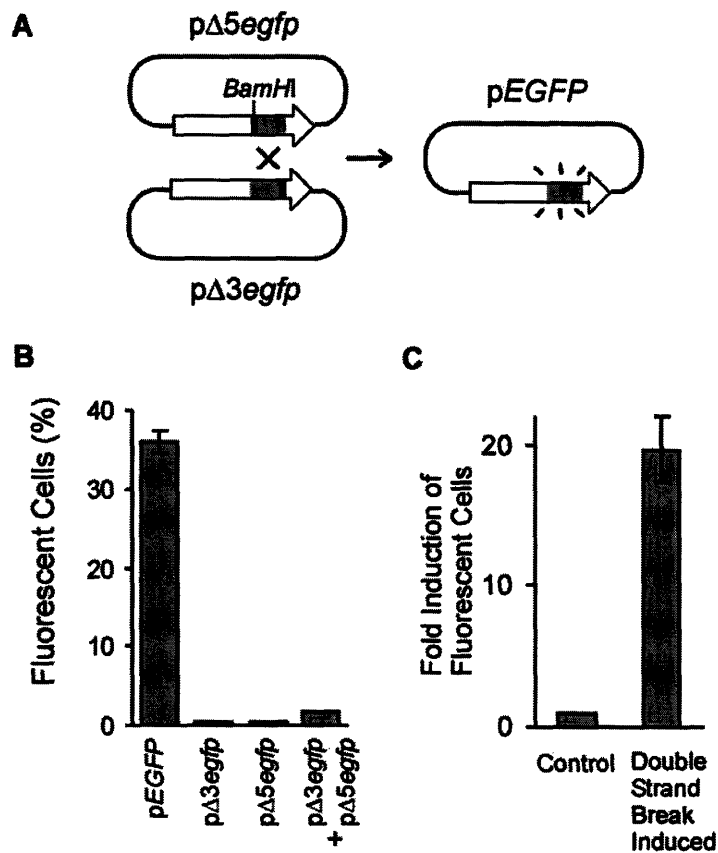 A
pΔ5egfp
BamHI
pEGFP
pΔ3egfp
B
Fluorescent Cells (%)
40
30
20
10
0
pEGFP
pΔ3egfp
pΔ5egfp
pΔ3egfp
+ pΔ5egfp
C
Fold Induction of
Fluorescent Cells
20
10
0
Control
Double
Strand
Break
Induced